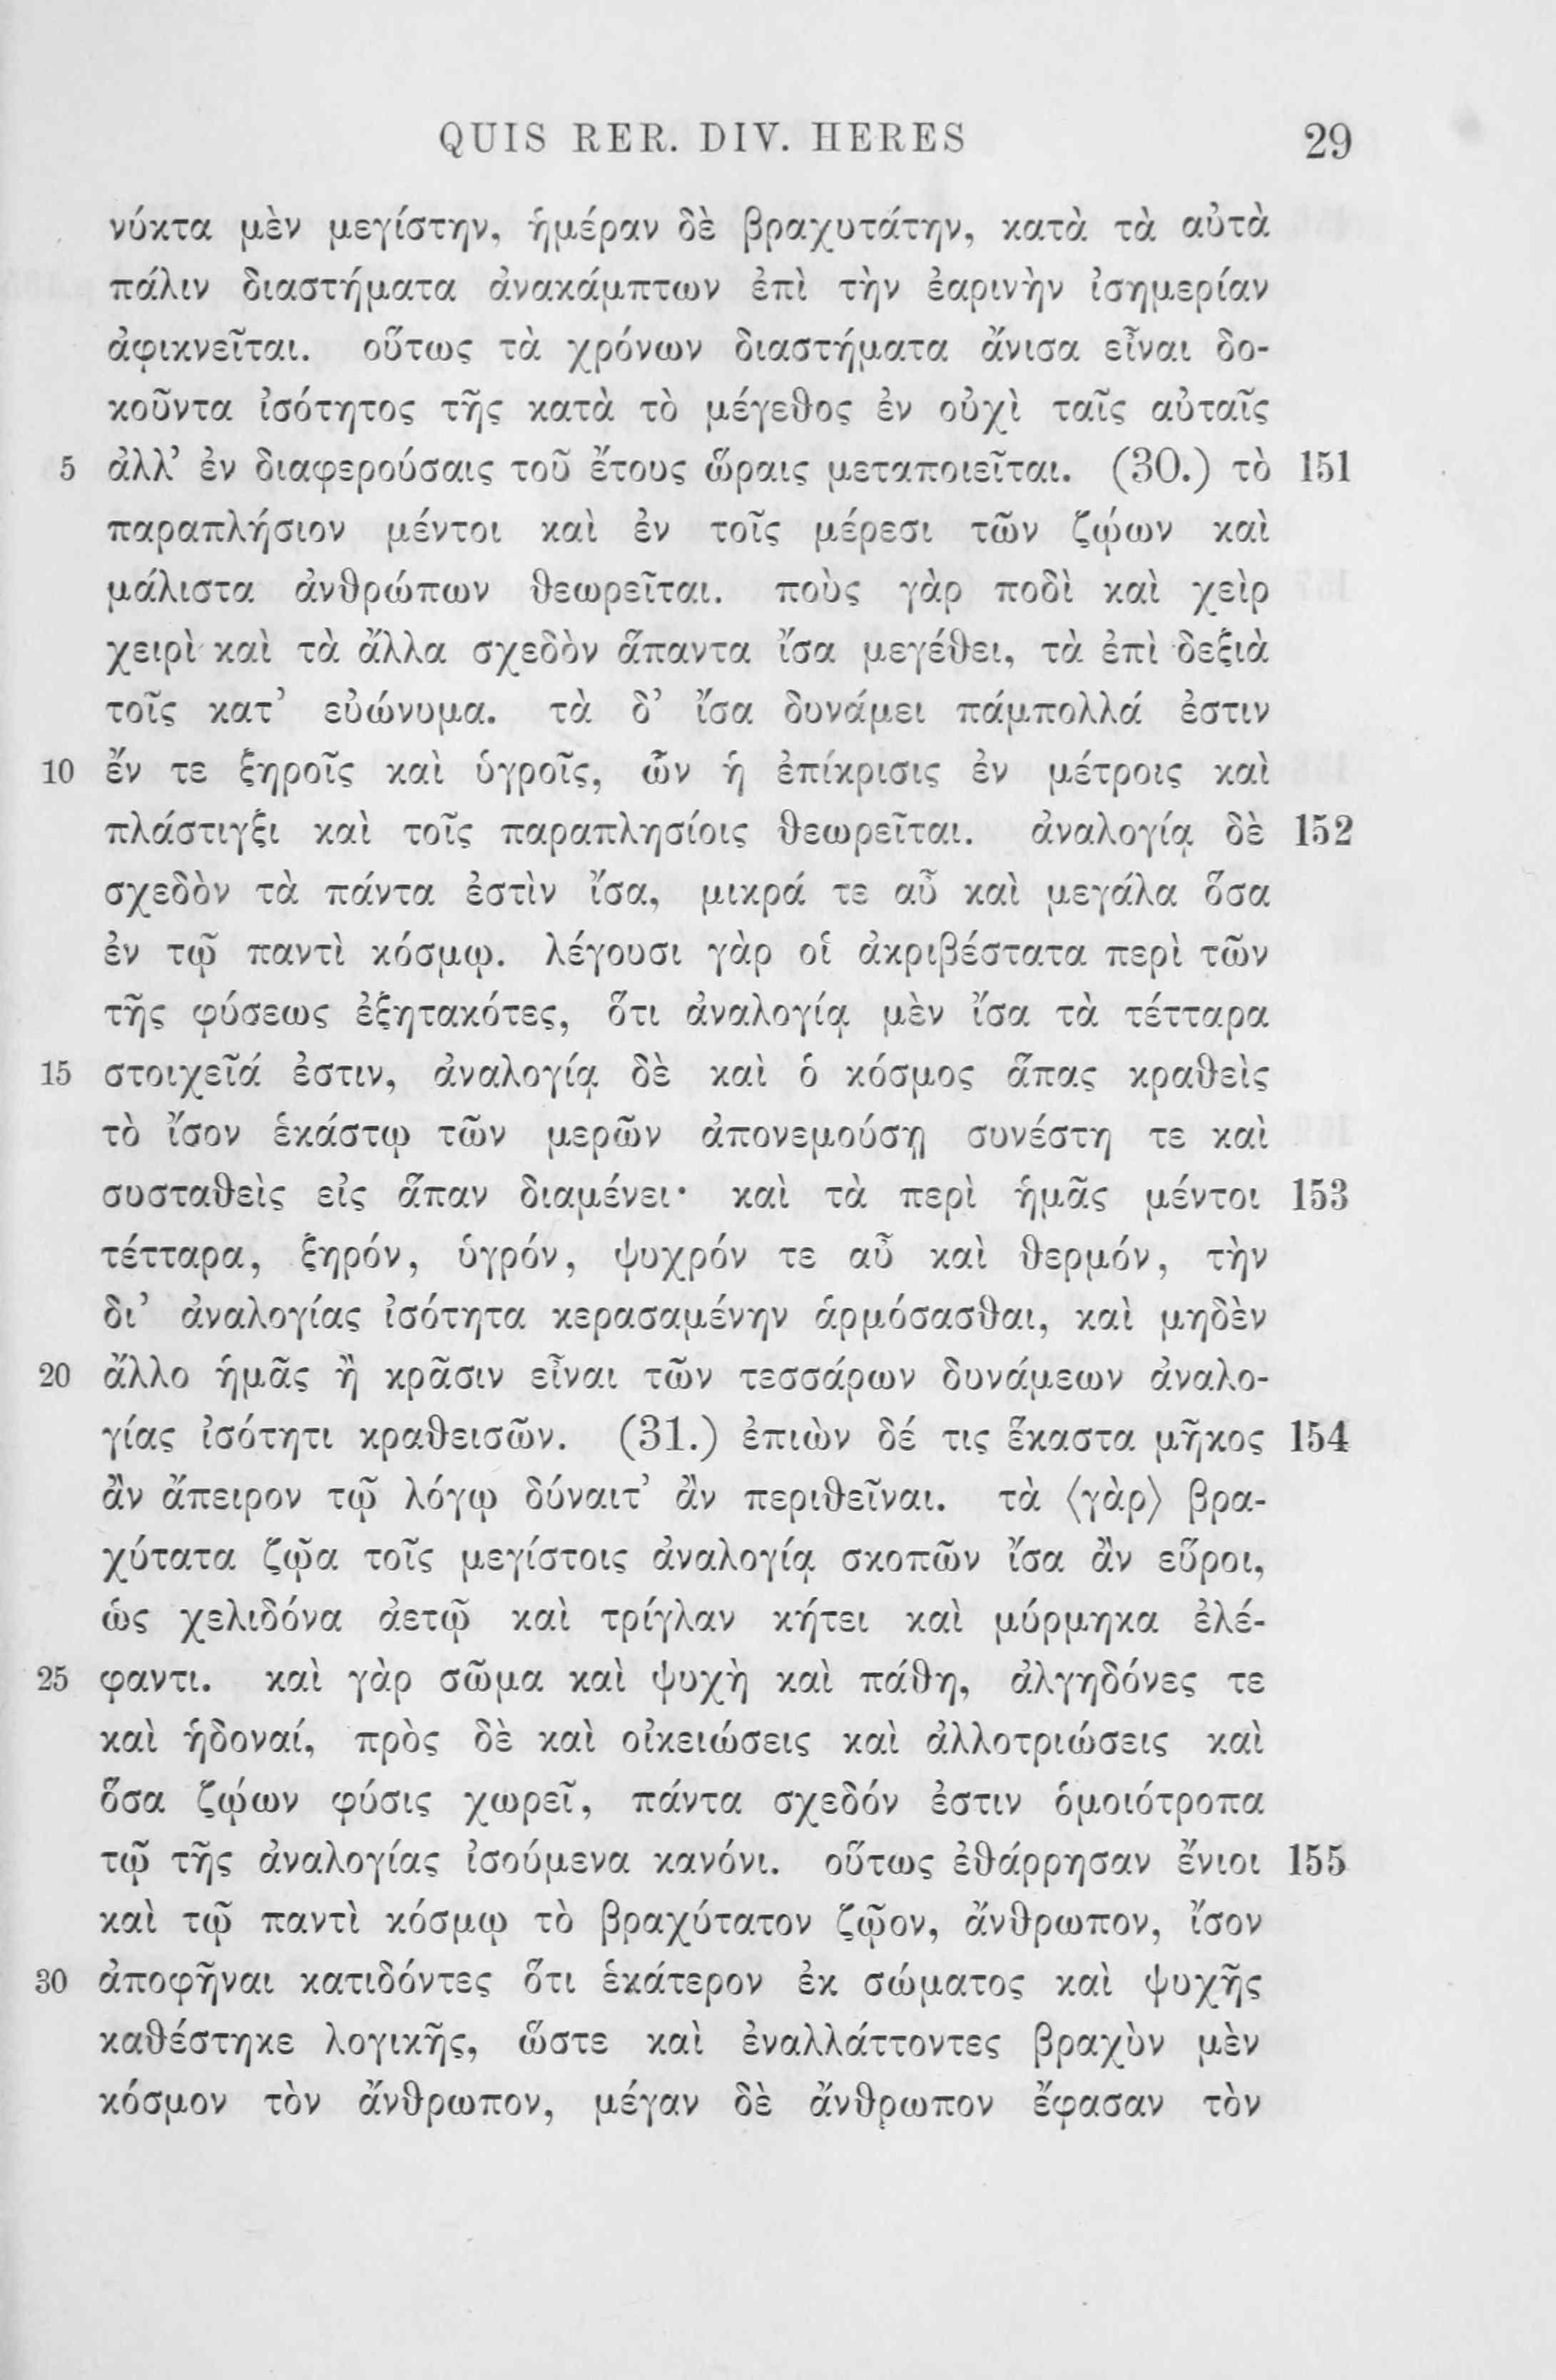 QUIS RER. DIV. HERES 29
νύκτα μὲν μεγίστην, ἡμέραν δὲ βραχυτάτην, κατὰ τὰ αὐτὰ
πάλιν διαστήματα ἀνακάμπτων ἐπὶ τὴν ἐαρινὴν ἰσημερίαν
ἀφικνεῖται. οὕτως τὰ χρόνων διαστήματα ἄνισα εἶναι δο-
κοῦντα ἰσότητος τῆς κατὰ τὸ μέγεθος ἐν οὐχὶ ταῖς αὐταῖς
5 ἀλλ’ ἐν διαφερούσαις τοῦ ἔτους ὥραις μεταποιεῖται. (30.) τὸ 151
παραπλήσιον μέντοι καὶ ἐν τοῖς μέρεσι τῶν ζῴων καὶ
μάλιστα ἀνθρώπων θεωρεῖται. ποὺς γὰρ ποδὶ καὶ χεὶρ
χειρὶ καὶ τὰ ἄλλα σχεδὸν ἅπαντα ἴσα μεγέθει, τὰ ἐπὶ δεξιὰ
τοῖς κατ’ εὐώνυμα. τὰ δ’ ἴσα δυνάμει πάμπολλά ἐστιν
10 ἔν τε ξηροῖς καὶ ὑγροῖς, ὧν ἡ ἐπίκρισις ἐν μέτροις καὶ
πλάστιγξι καὶ τοῖς παραπλησίοις θεωρεῖται. ἀναλογίᾳ δὲ 152
σχεδὸν τὰ πάντα ἐστὶν ἴσα, μικρά τε αὖ καὶ μεγάλα ὅσα
ἐν τῷ παντὶ κόσμῳ. λέγουσι γὰρ οἱ ἀκριβέστατα περὶ τῶν
τῆς φύσεως ἐξητακότες, ὅτι ἀναλογίᾳ μὲν ἴσα τὰ τέτταρα
15 στοιχεῖά ἐστιν, ἀναλογίᾳ δὲ καὶ ὁ κόσμος ἅπας κραθεὶς
τὸ ἴσον ἑκάστῳ τῶν μερῶν ἀπονεμούσῃ συνέστη τε καὶ
συσταθεὶς εἰς ἅπαν διαμένει· καὶ τὰ περὶ ἡμᾶς μέντοι 153
τέτταρα, ξηρόν, ὑγρόν, ψυχρόν τε αὖ καὶ θερμόν, τὴν
δι’ ἀναλογίας ἰσότητα κερασαμένην ἁρμόσασθαι, καὶ μηδὲν
20 ἄλλο ἡμᾶς ἢ κρᾶσιν εἶναι τῶν τεσσάρων δυνάμεων ἀναλο-
γίας ἰσότητι κραθεισῶν. (31.) ἐπιὼν δέ τις ἕκαστα μῆκος 154
ἂν ἄπειρον τῷ λόγῳ δύναιτ’ ἂν περιθεῖναι. τὰ ⟨γὰρ⟩ βρα-
χύτατα ζῷα τοῖς μεγίστοις ἀναλογίᾳ σκοπῶν ἴσα ἂν εὕροι,
ὡς χελιδόνα ἀετῷ καὶ τρίγλαν κήτει καὶ μύρμηκα ἐλέ-
25 φαντι. καὶ γὰρ σῶμα καὶ ψυχὴ καὶ πάθη, ἀλγηδόνες τε
καὶ ἡδοναί, πρὸς δὲ καὶ οἰκειώσεις καὶ ἀλλοτριώσεις καὶ
ὅσα ζῴων φύσις χωρεῖ, πάντα σχεδόν ἐστιν ὁμοιότροπα
τῷ τῆς ἀναλογίας ἰσούμενα κανόνι. οὕτως ἐθάρρησαν ἔνιοι 155
καὶ τῷ παντὶ κόσμῳ τὸ βραχύτατον ζῷον, ἄνθρωπον, ἴσον
30 ἀποφῆναι κατιδόντες ὅτι ἑκάτερον ἐκ σώματος καὶ ψυχῆς
καθέστηκε λογικῆς, ὥστε καὶ ἐναλλάττοντες βραχὺν μὲν
κόσμον τὸν ἄνθρωπον, μέγαν δὲ ἄνθρωπον ἔφασαν τὸν